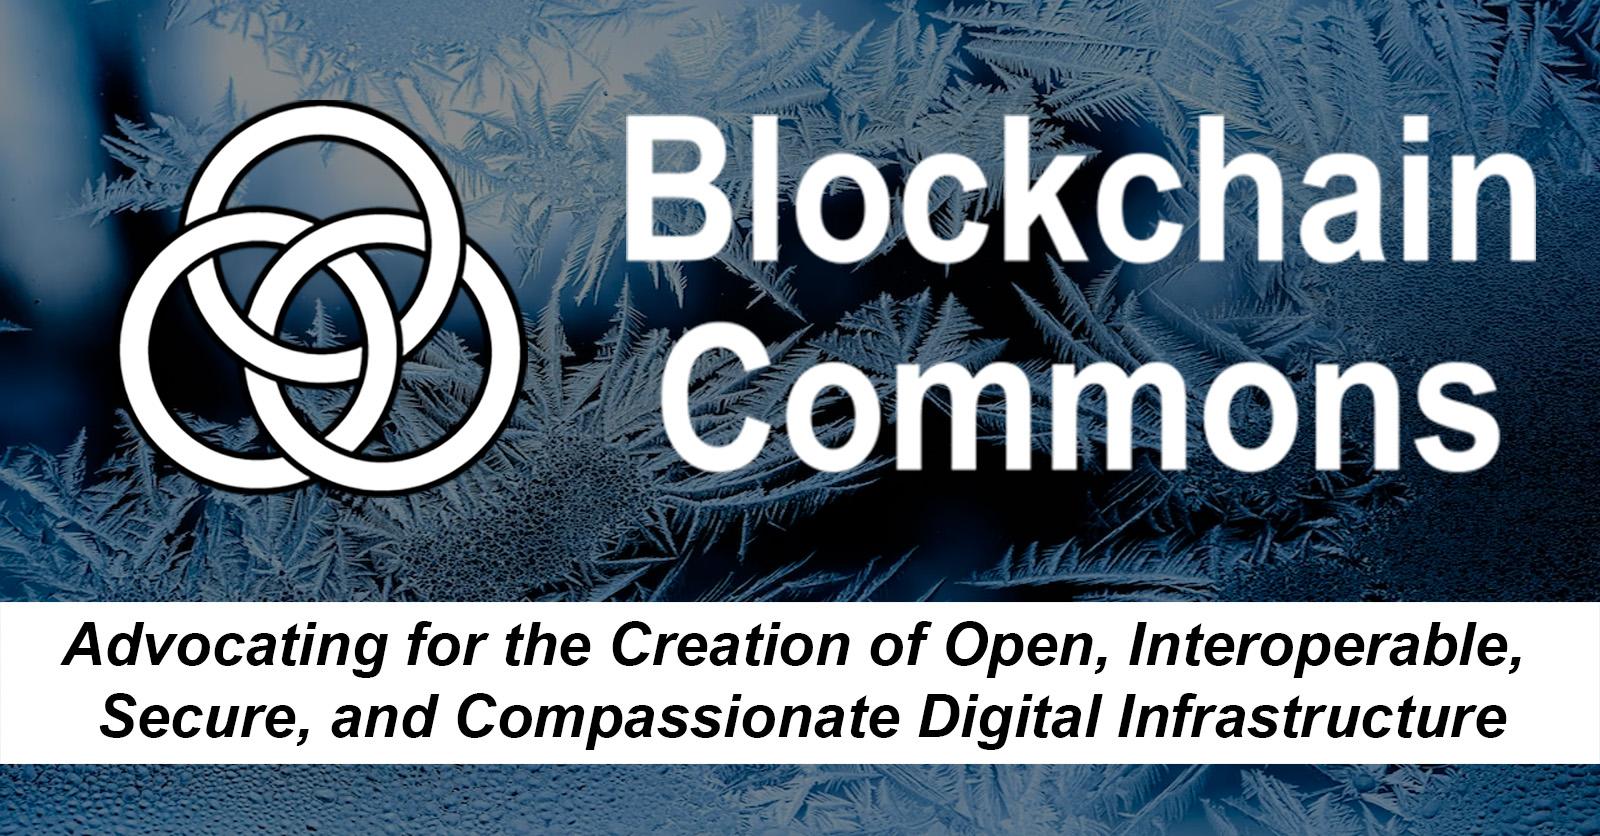 Blockchain
Commons
Advocating for the Creation of Open, Interoperable,
Secure, and Compassionate Digital Infrastructure